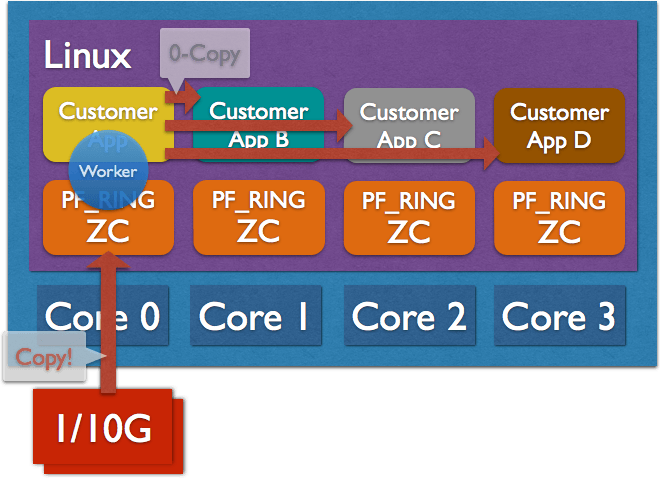 Linux
0-Copy
Customer
App
Customer
App B
Customer
App C
Customer
App D
Worker
PF_RING
ZC
PF_RING
ZC
PF_RING
ZC
PF_RING
ZC
Core 0
Core 1
Core 2
Core 3
Copy!
1/10G